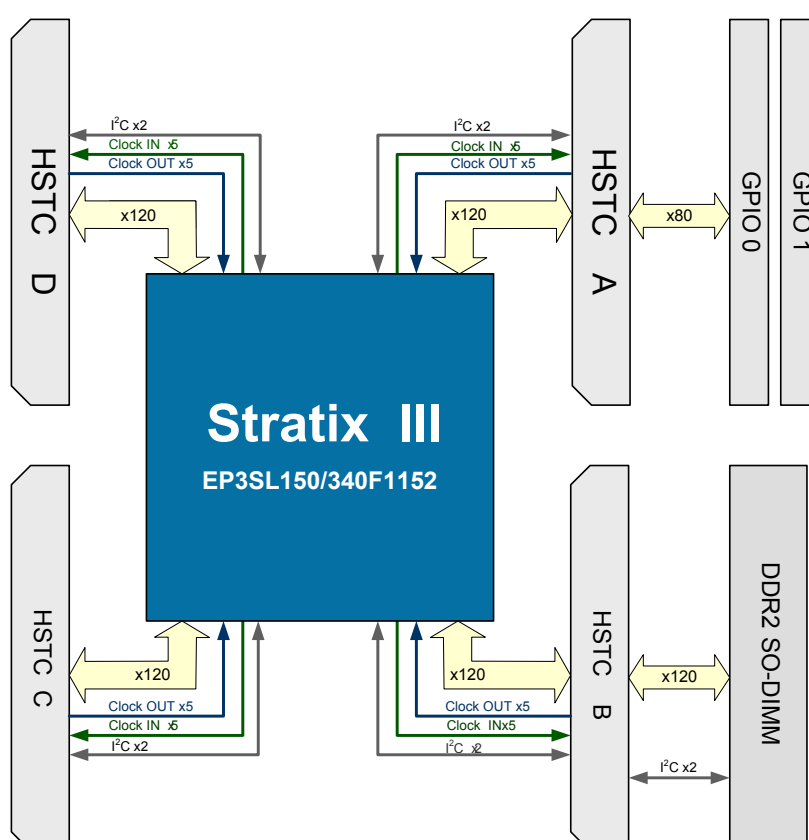 I²C x2
Clock IN x5
Clock OUT x5
x120
HSTC D
I²C x2
Clock IN x5
Clock OUT x5
x120
HSTC A
x80
GPIO 0
GPIO 1
Stratix III
EP3SL150/340F1152
HSTC C
x120
Clock OUT x5
Clock IN x5
I²C x2
x120
Clock OUT x5
Clock INx5
I²C x2
HSTC B
x120
I²C x2
DDR2 SO-DIMM